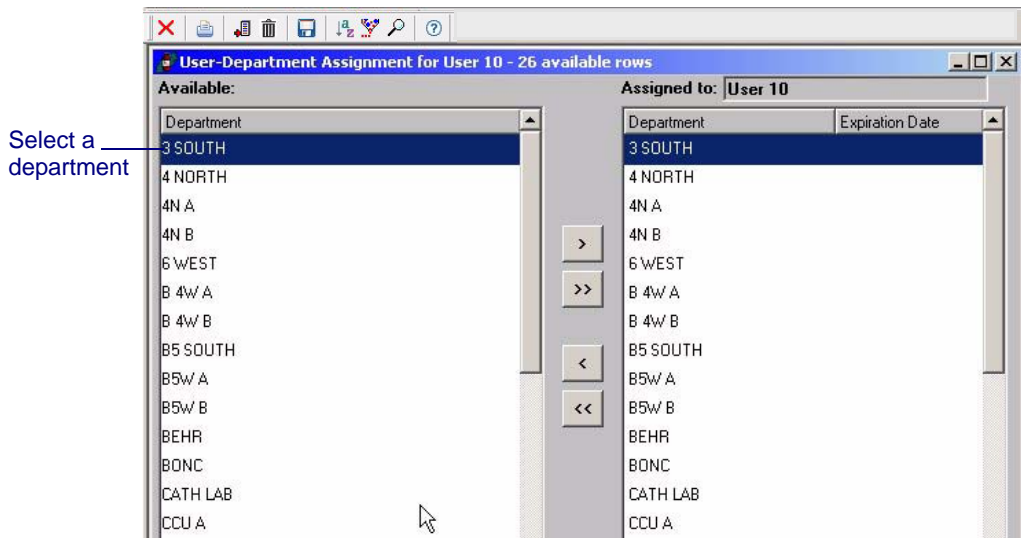 User-Department Assignment for User 10 - 26 available rows
Available:
Assigned to: User 10
Select a
department
Department
3 SOUTH
4 NORTH
4N A
4N B
6 WEST
B 4W A
B 4W B
B5 SOUTH
B5W A
B5W B
BEHR
BONC
CATH LAB
CCU A
>
>>
<
<<
Department Expiration Date
3 SOUTH
4 NORTH
4N A
4N B
6 WEST
B 4W A
B 4W B
B5 SOUTH
B5W A
B5W B
BEHR
BONC
CATH LAB
CCU A